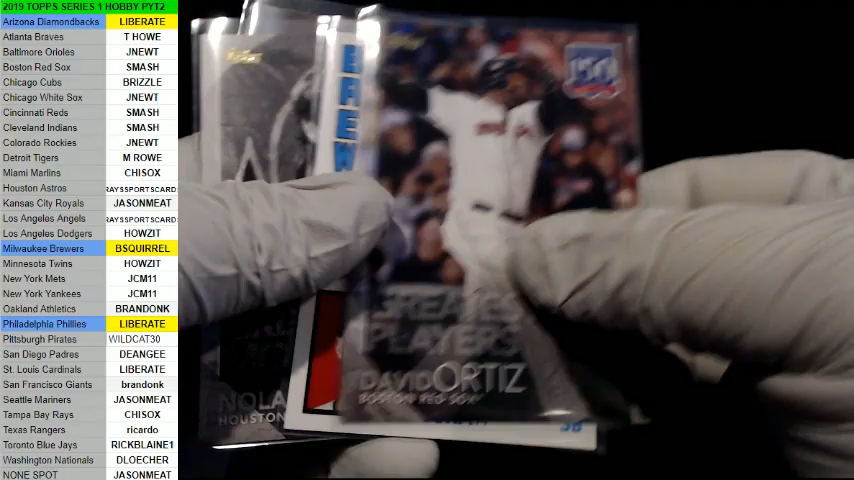 2019 TOPPS SERIES 1 HOBBY PYT2
Arizona Diamondbacks LIBERATE
Atlanta Braves T HOWE
Baltimore Orioles JNEWT
Boston Red Sox SMASH
Chicago Cubs BRIZZLE
Chicago White Sox JNEWT
Cincinnati Reds SMASH
Cleveland Indians SMASH
Colorado Rockies JNEWT
Detroit Tigers M ROWE
Miami Marlins CHISOX
Houston Astros RAYSSPORTSCARDS
Kansas City Royals JASONMEAT
Los Angeles Angels RAYSSPORTSCARDS
Los Angeles Dodgers HOWZIT
Milwaukee Brewers BSQUIRREL
Minnesota Twins HOWZIT
New York Mets JCM11
New York Yankees JCM11
Oakland Athletics BRANDONK
Philadelphia Phillies LIBERATE
Pittsburgh Pirates WILDCAT30
San Diego Padres DEANGEE
St. Louis Cardinals LIBERATE
San Francisco Giants brandonk
Seattle Mariners JASONMEAT
Tampa Bay Rays CHISOX
Texas Rangers ricardo
Toronto Blue Jays RICKBLAINE1
Washington Nationals DLOECHER
NONE SPOT JASONMEAT
BREW
150
GREATEST
PLAYERS
DAVID ORTIZ
BOSTON RED SOX
NOLA
HOUSTON